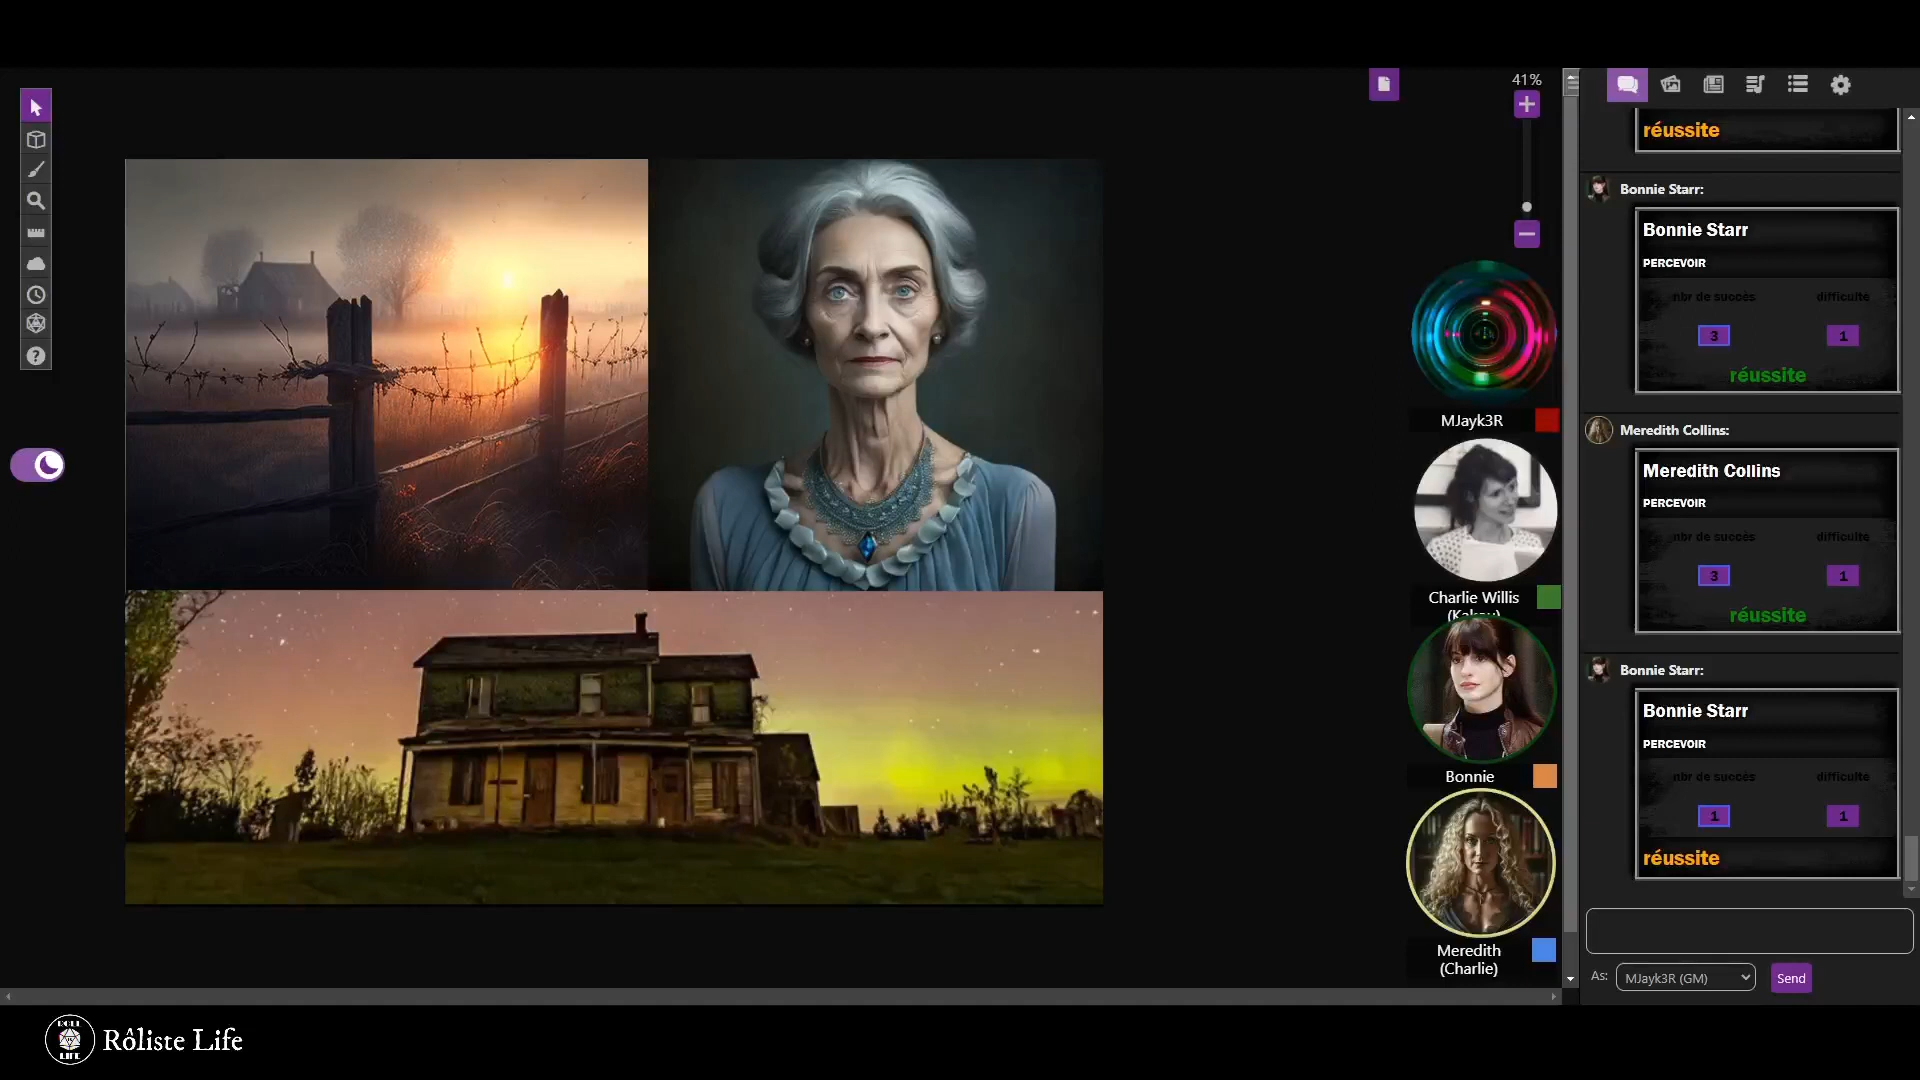 41%
réussite
Bonnie Starr:
Bonnie Starr
PERCEVOIR
nbr de succès difficulté
3 1
réussite
Meredith Collins:
Meredith Collins
PERCEVOIR
nbr de succès difficulté
3 1
réussite
Bonnie Starr:
Bonnie Starr
PERCEVOIR
nbr de succès difficulté
1 1
réussite
MJayk3R
Charlie Willis
Bonnie
Meredith
(Charlie)
As: MJayk3R (GM) Send
ROLL
LIFE
Rôliste Life